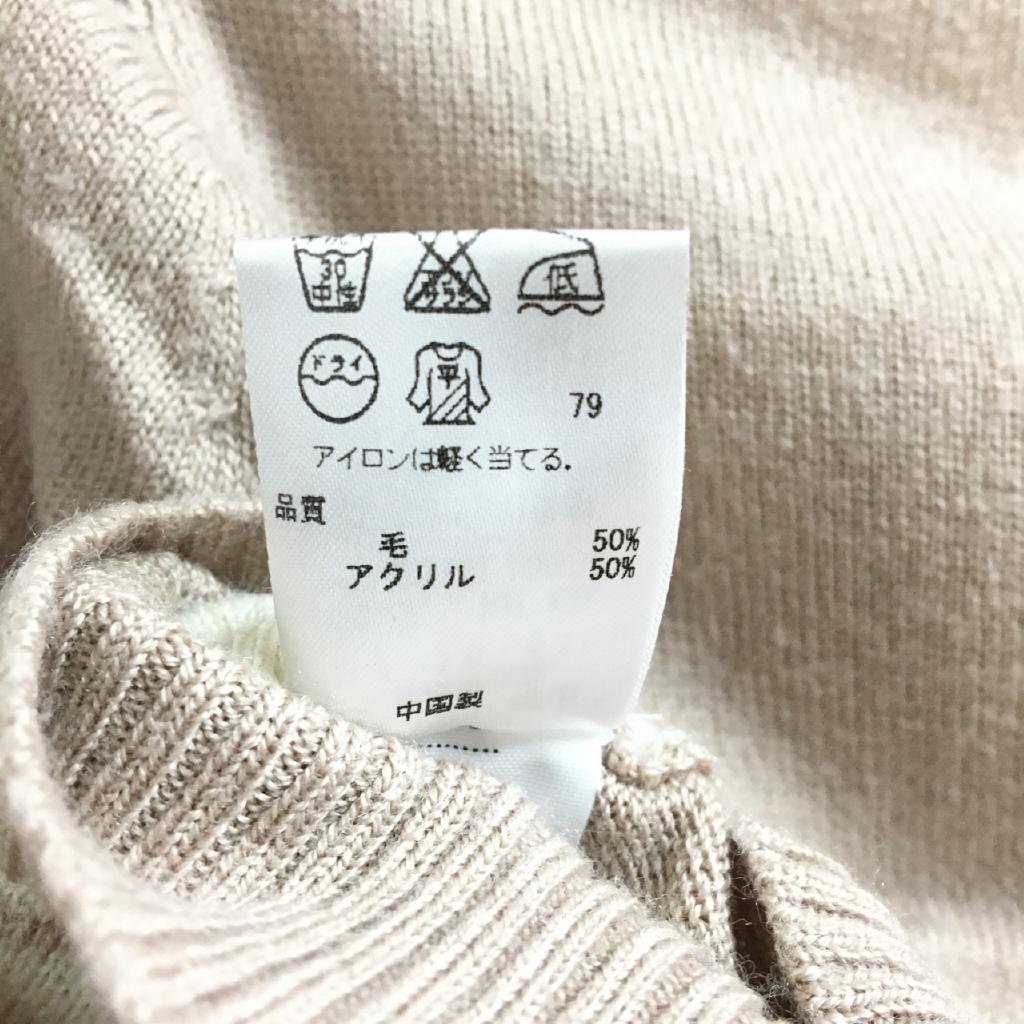 30
中性
低
ドライ
平
79
アイロンは軽く当てる.
品質
毛 50%
アクリル 50%
中国製